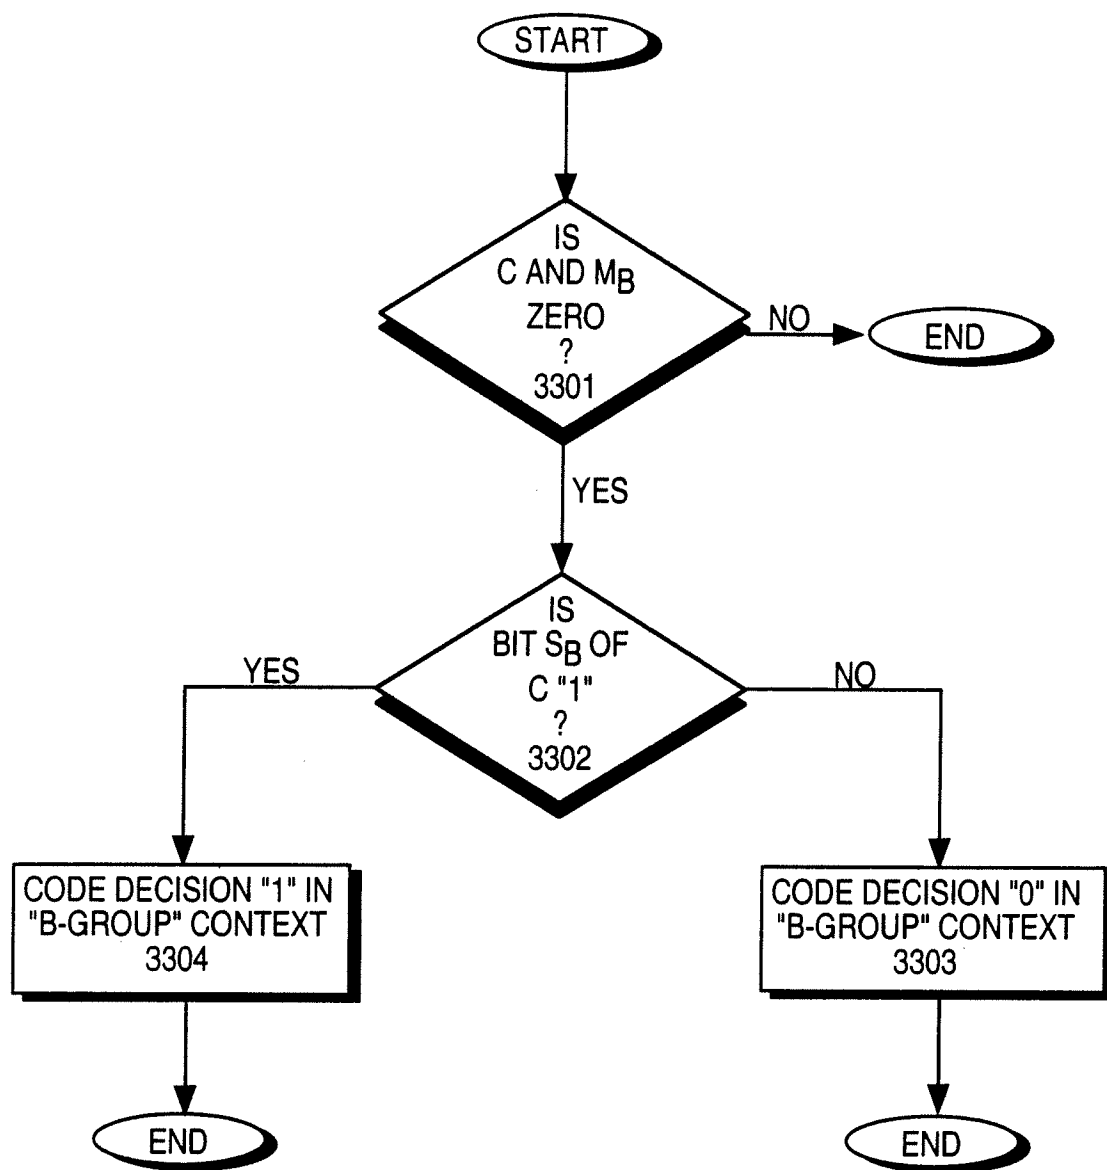 START
IS
C AND MB
ZERO
?
3301
NO
END
YES
IS
BIT SB OF
C "1"
?
3302
YES
NO
CODE DECISION "1" IN
"B-GROUP" CONTEXT
3304
CODE DECISION "0" IN
"B-GROUP" CONTEXT
3303
END
END